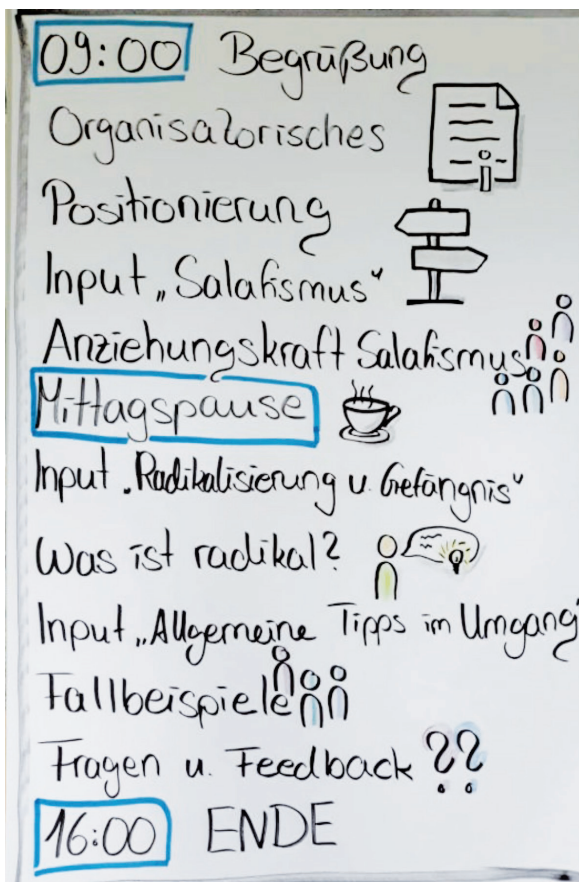 09:00 Begrüßung
Organisatorisches
Positionierung
Input „Salafismus"
Anziehungskraft Salafismus
Mittagspause
Input „Radikalisierung u. Gefängnis"
Was ist radikal?
Input „Allgemeine Tipps im Umgang"
Fallbeispiele
Fragen u. Feedback ??
16:00 ENDE